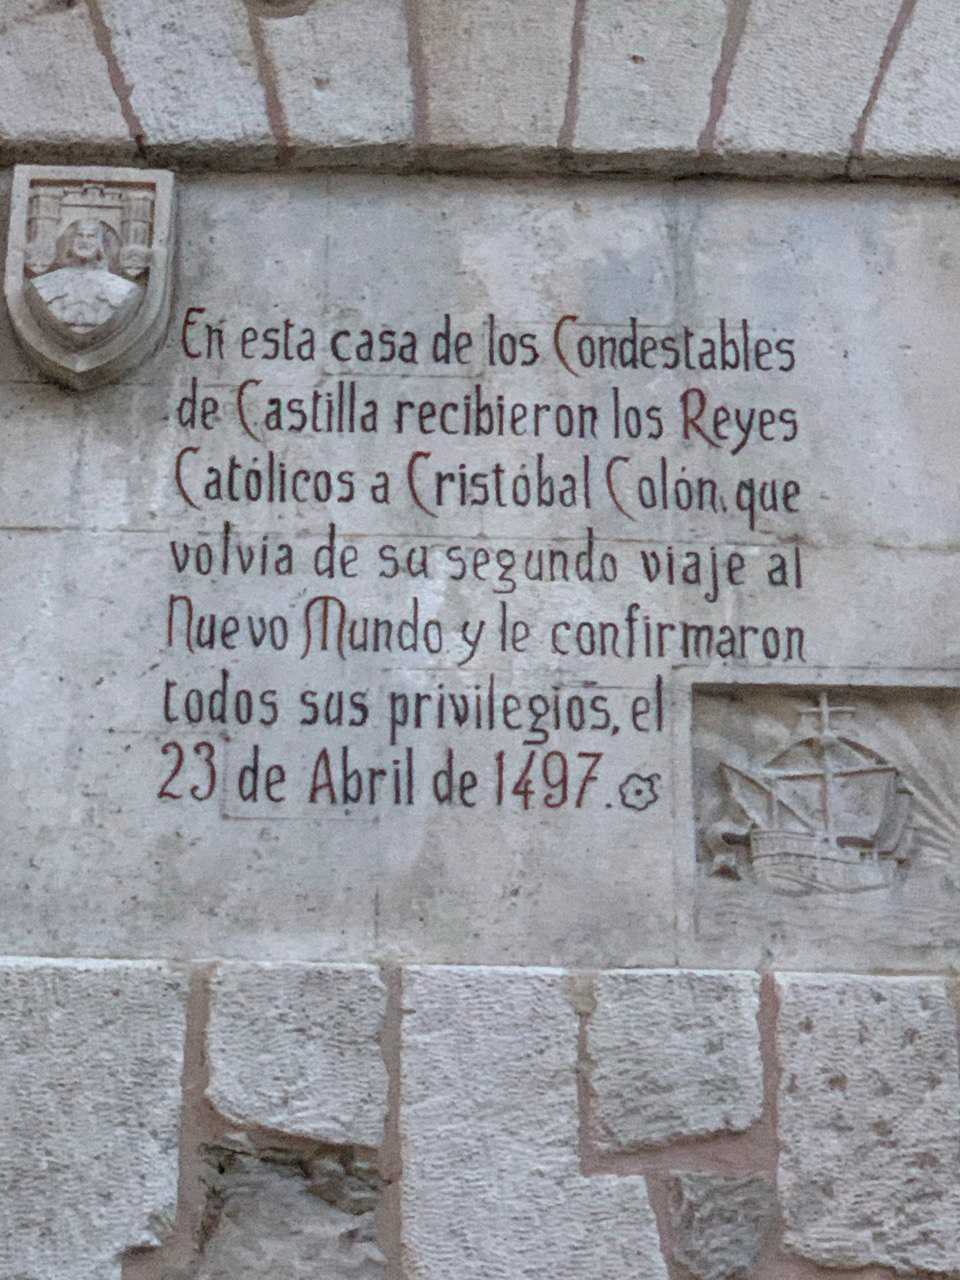 En esta casa de los Condestables
de Castilla recibieron los Reyes
Católicos a Cristóbal Colón, que
volvía de su segundo viaje al
Nuevo Mundo y le confirmaron
todos sus privilegios, el
23 de Abril de 1497.